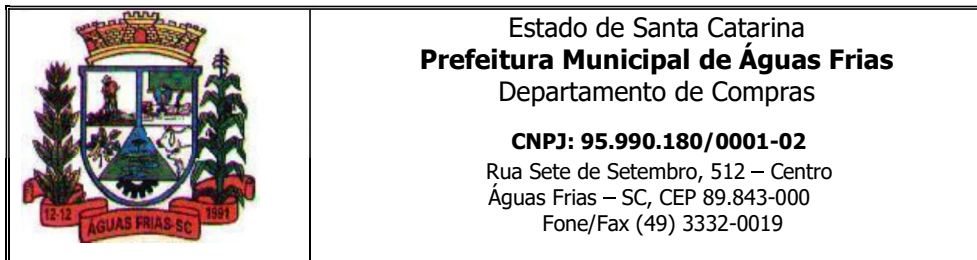 Estado de Santa Catarina
Prefeitura Municipal de Águas Frias
Departamento de Compras
CNPJ: 95.990.180/0001-02
Rua Sete de Setembro, 512 – Centro
Águas Frias – SC, CEP 89.843-000
Fone/Fax (49) 3332-0019
12-12
ÁGUAS FRIAS-SC
1991